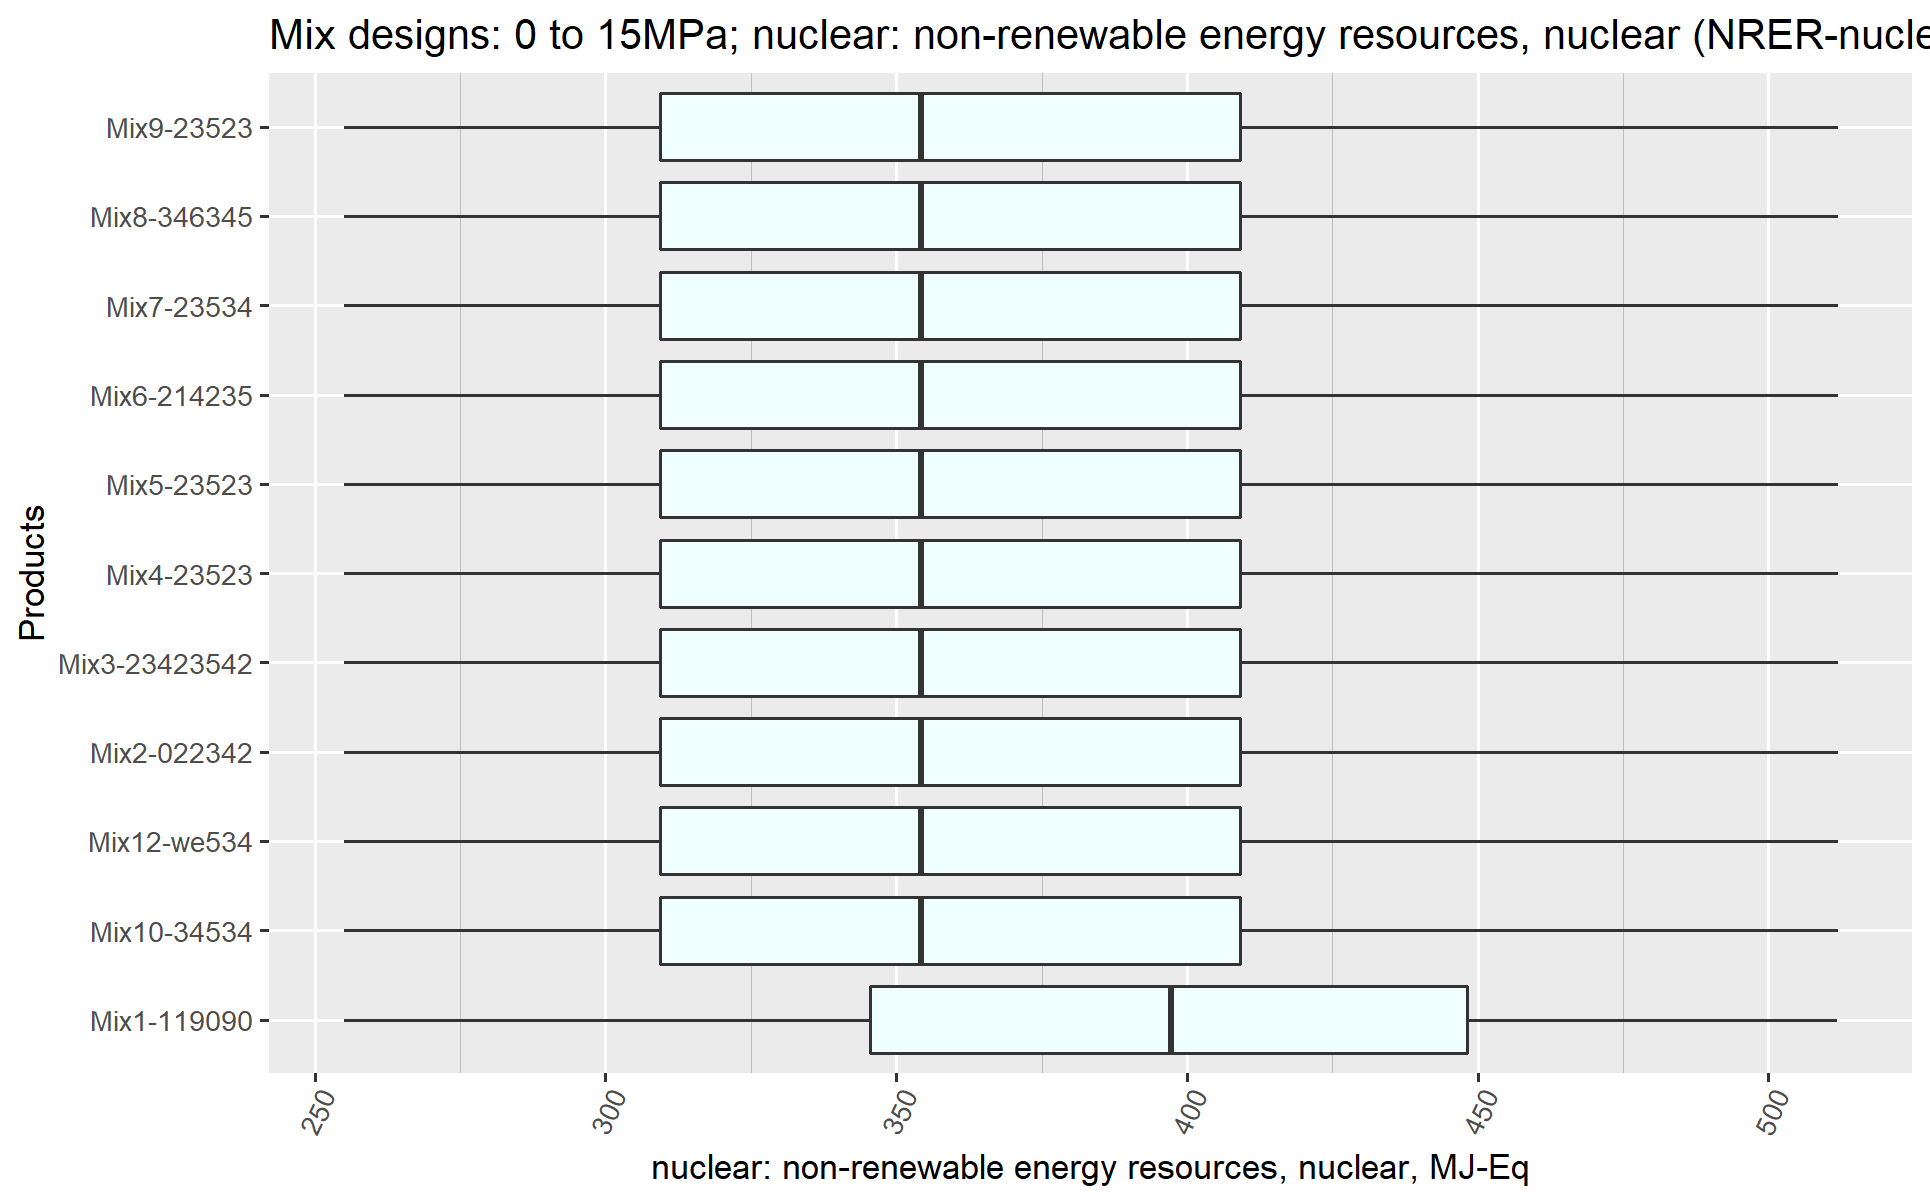 Mix designs: 0 to 15MPa; nuclear: non-renewable energy resources, nuclear (NRER-nucle
Mix9-23523
Mix8-346345
Mix7-23534
Mix6-214235
Mix5-23523
Mix4-23523
Mix3-23423542
Mix2-022342
Mix12-we534
Mix10-34534
Mix1-119090
Products
250
300
350
400
450
500
nuclear: non-renewable energy resources, nuclear, MJ-Eq